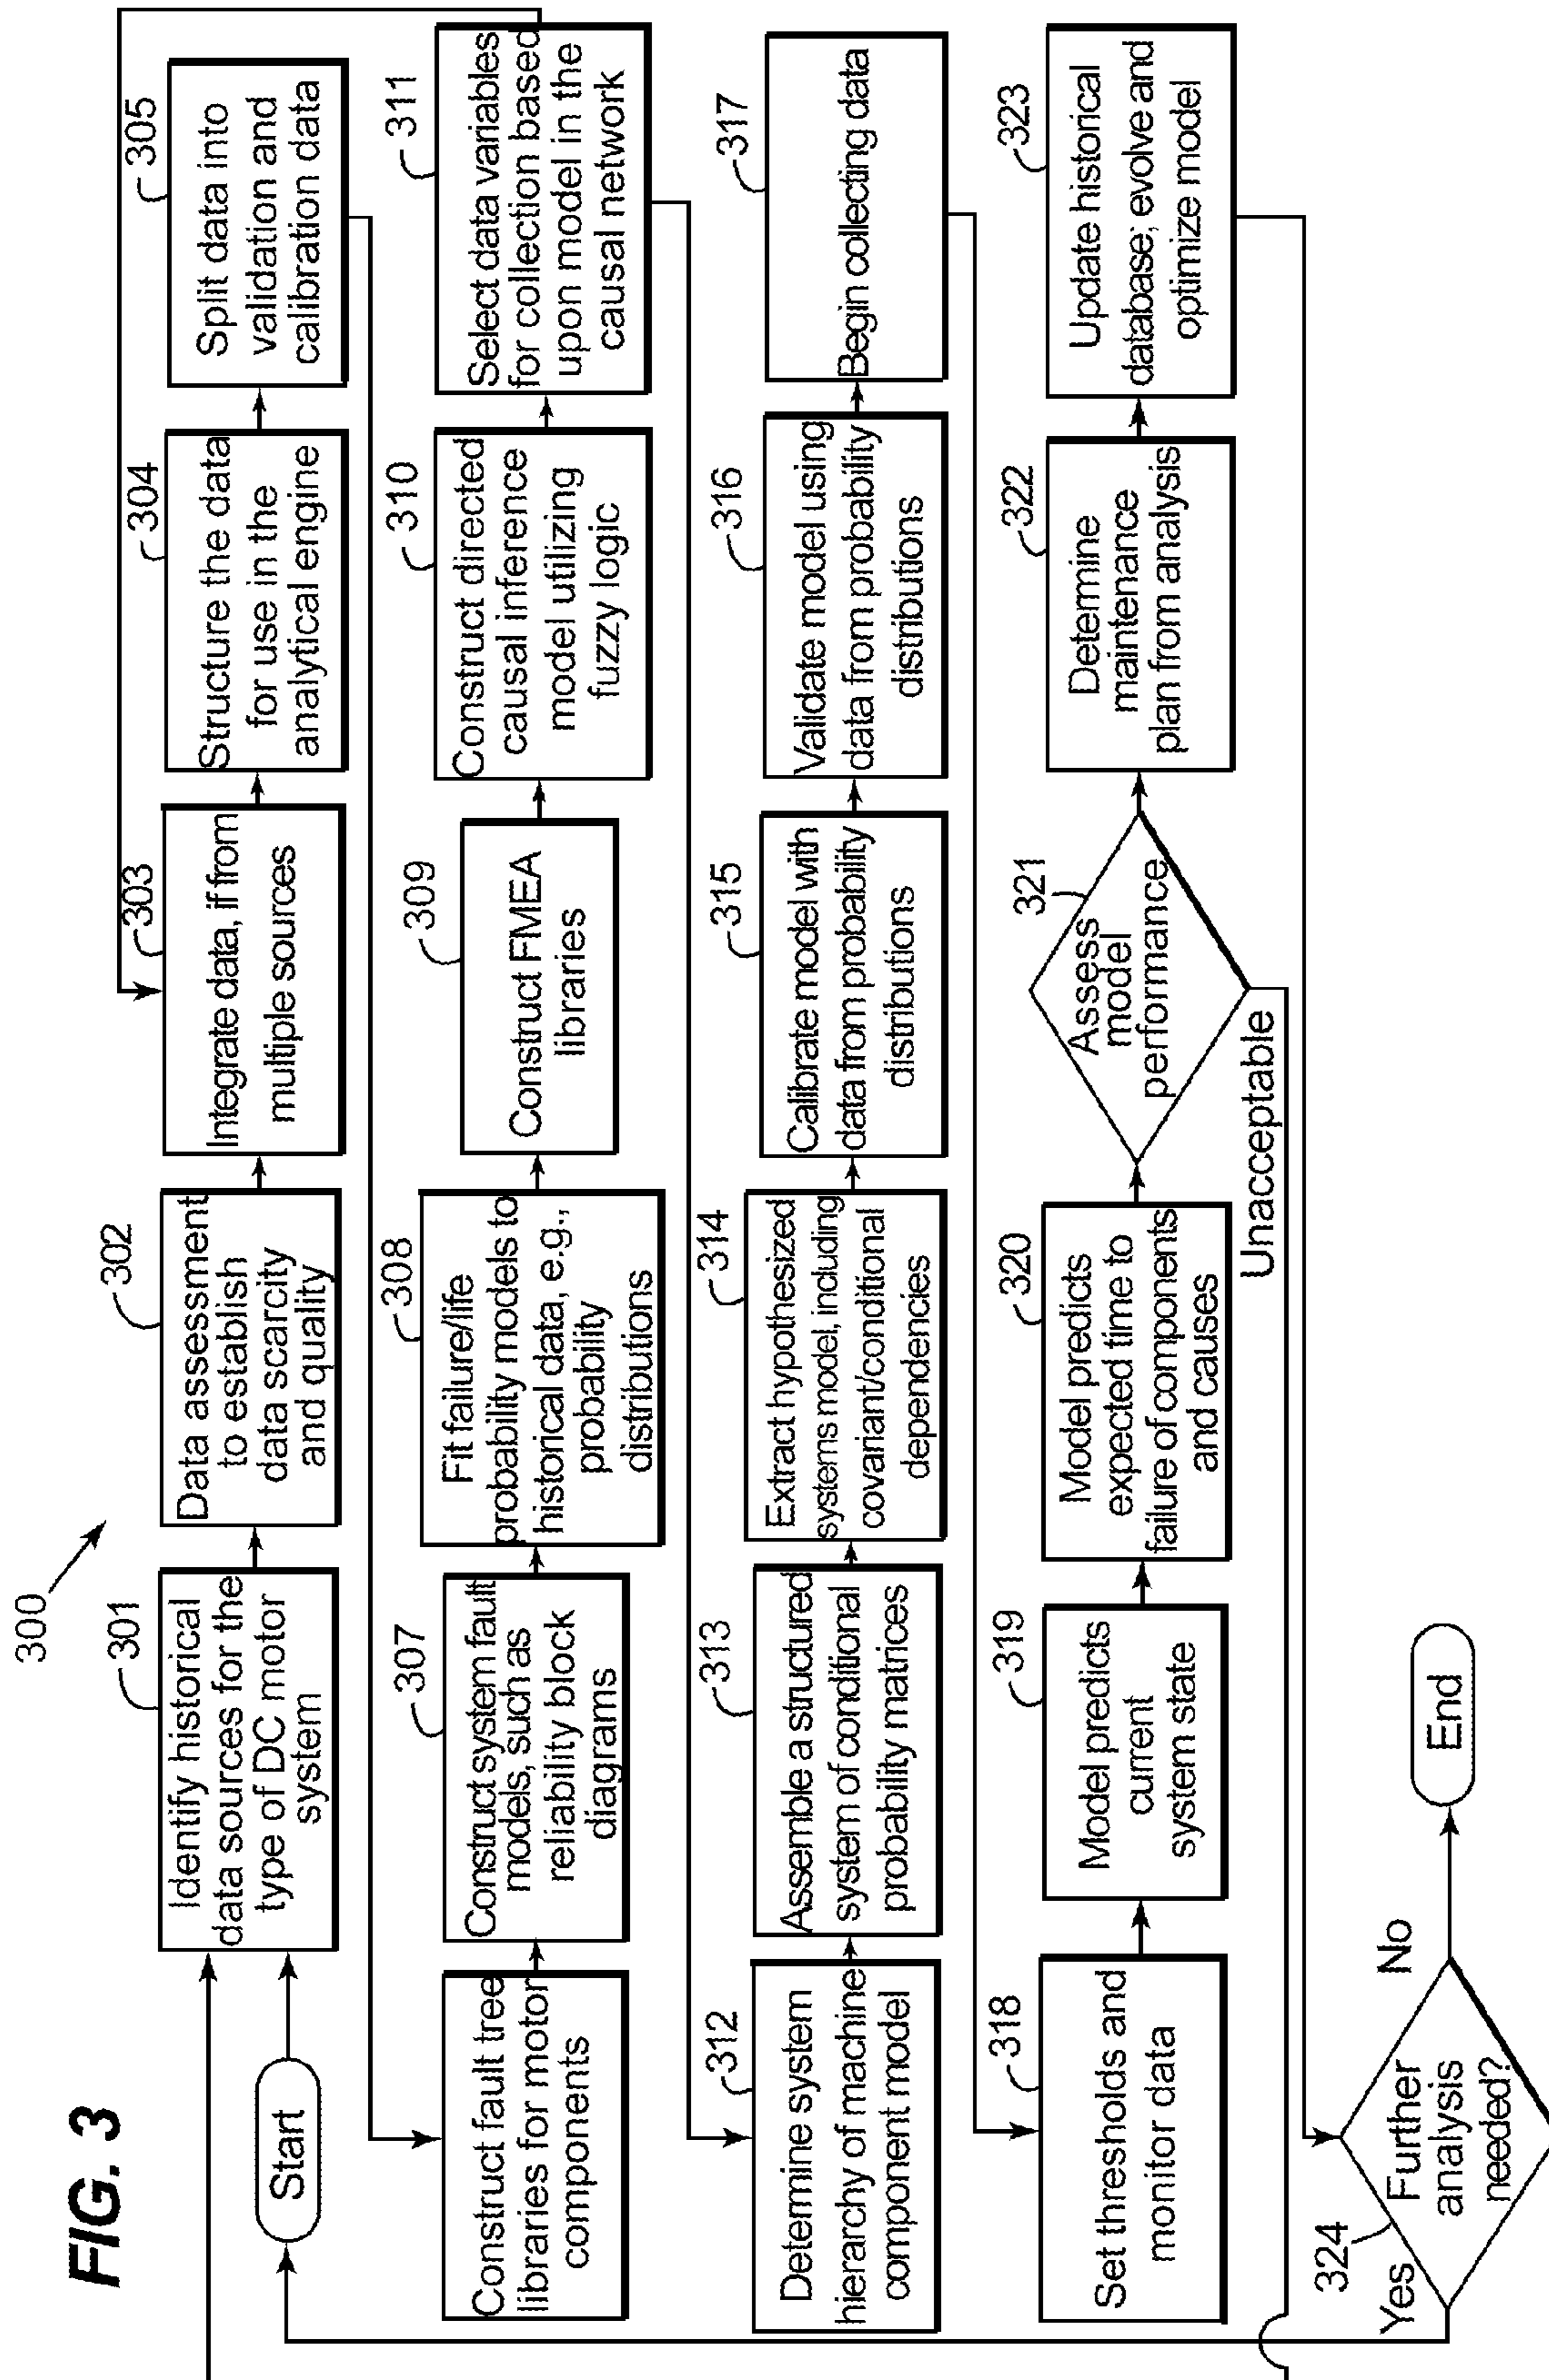 FIG. 3
300
Start
301
Identify historical
data sources for the
type of DC motor
system
302
Data assessment
to establish
data scarcity
and quality
303
Integrate data, if from
multiple sources
304
Structure the data
for use in the
analytical engine
305
Split data into
validation and
calibration data
Construct fault tree
libraries for motor
components
307
Construct system fault
models, such as
reliability block
diagrams
308
Fit failure/life
probability models to
historical data, e.g.,
probability
distributions
309
Construct FMEA
libraries
310
Construct directed
causal inference
model utilizing
fuzzy logic
311
Select data variables
for collection based
upon model in the
causal network
312
Determine system
hierarchy of machine
component model
313
Assemble a structured
system of conditional
probability matrices
314
Extract hypothesized
systems model, including
covariant/conditional
dependencies
315
Calibrate model with
data from probability
distributions
316
Validate model using
data from probability
distributions
317
Begin collecting data
318
Set thresholds and
monitor data
319
Model predicts
current
system state
320
Model predicts
expected time to
failure of components
and causes
321
Assess
model
performance
Unacceptable
322
Determine
maintenance
plan from analysis
323
Update historical
database; evolve and
optimize model
324
Further
analysis
needed?
Yes
No
End